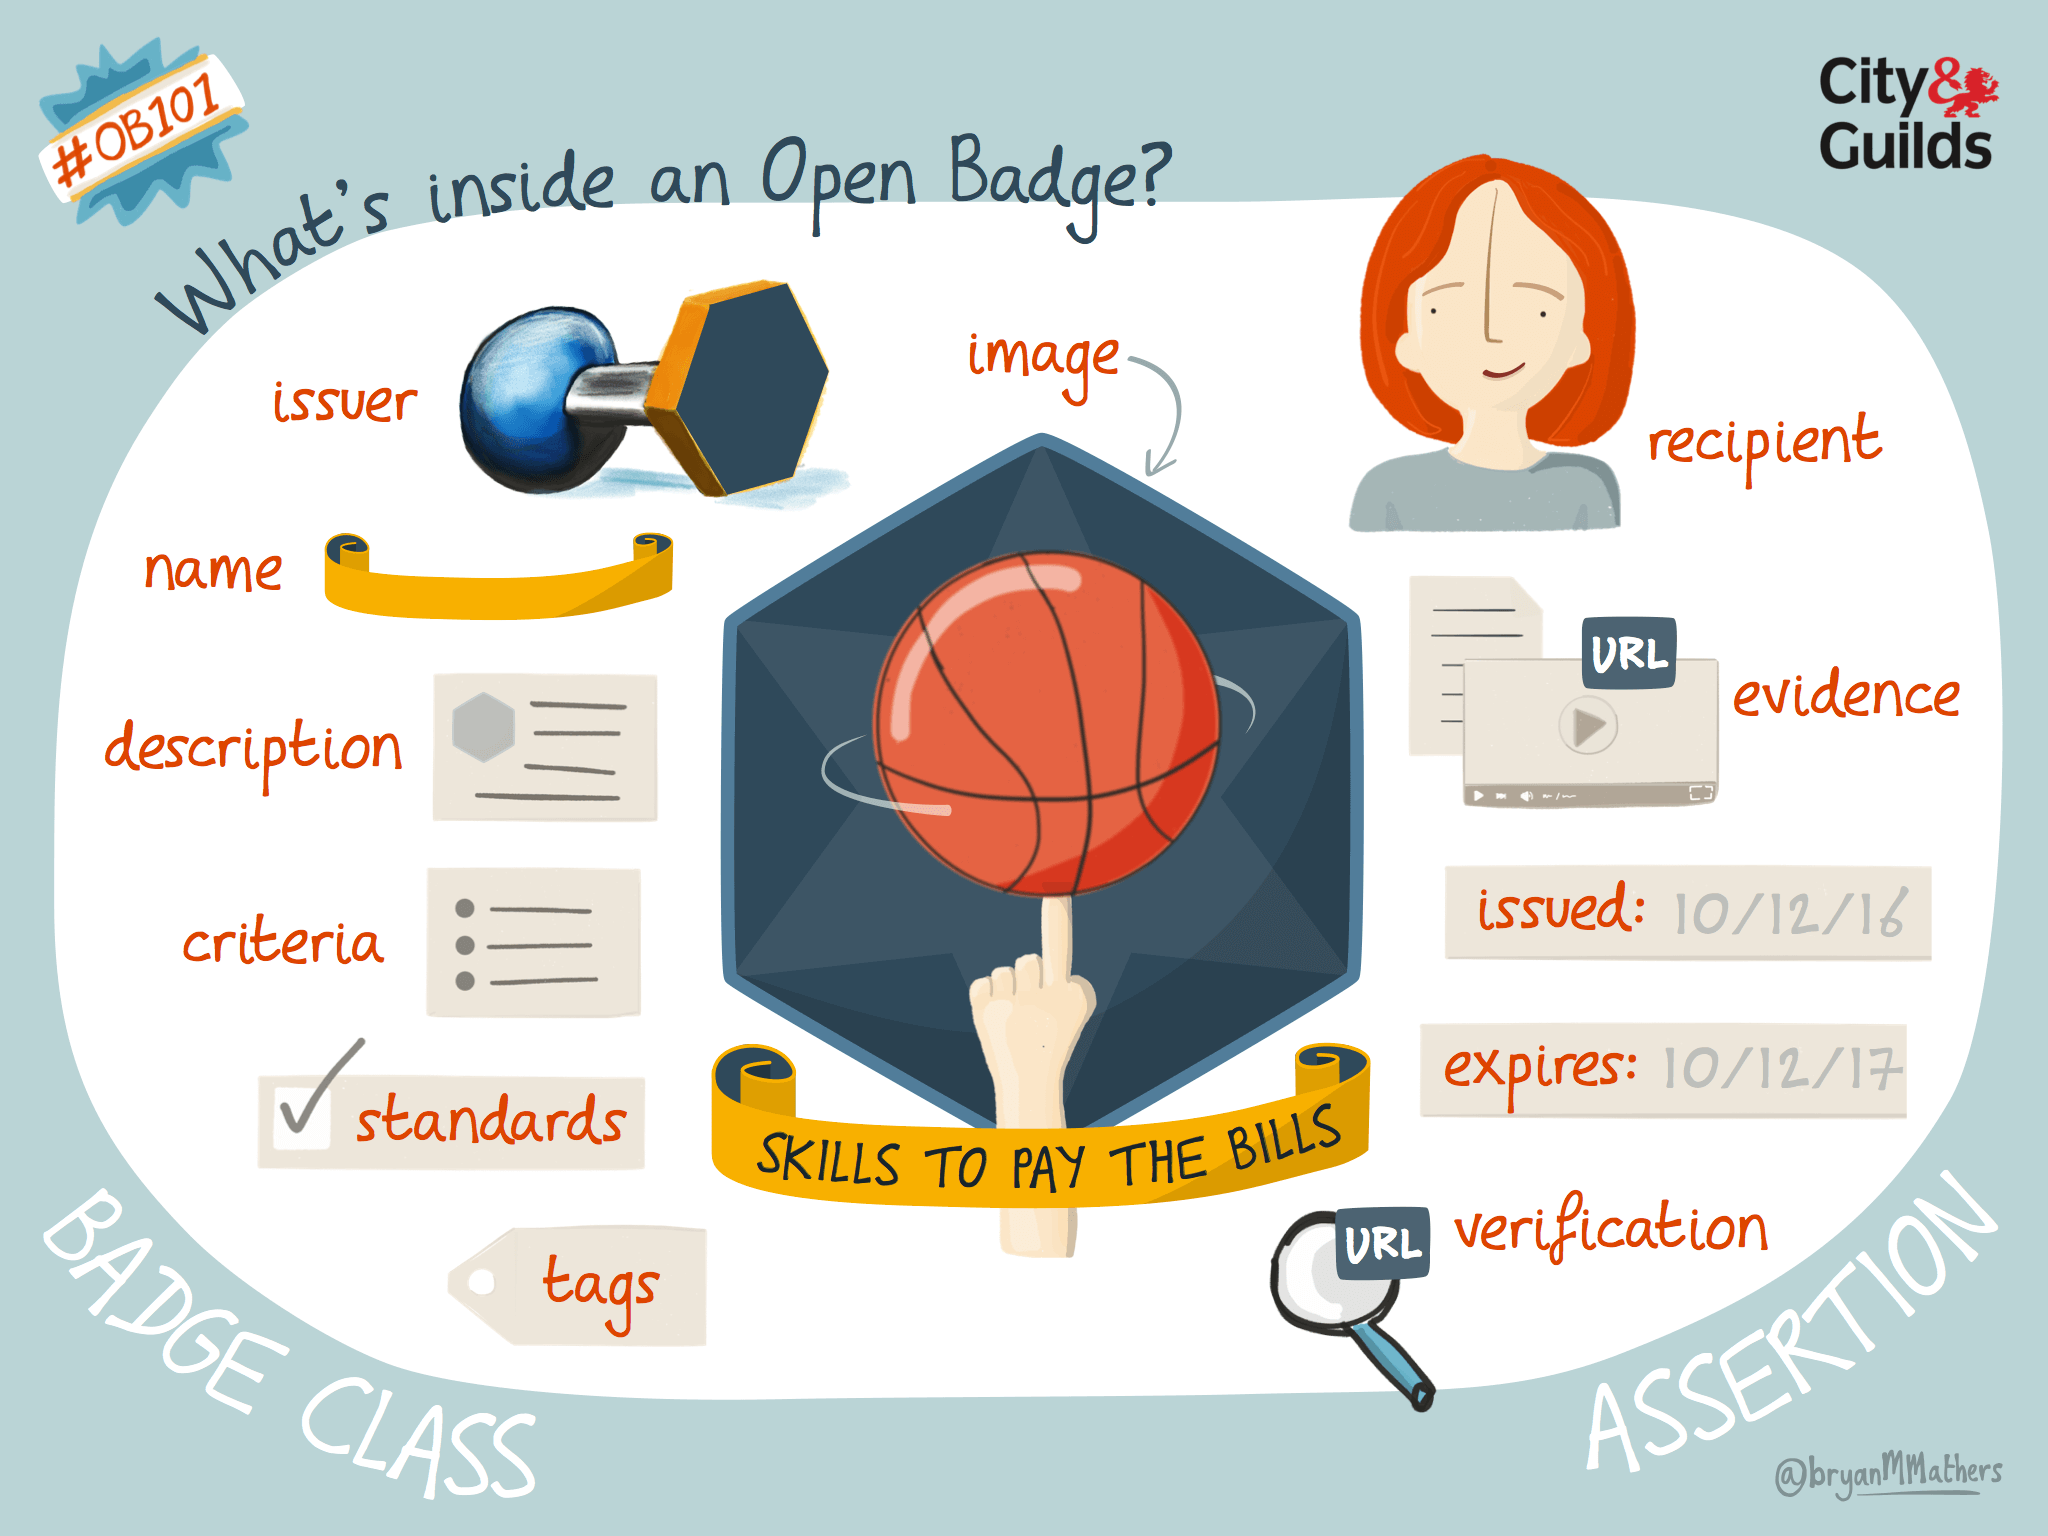 #OB101
City&
Guilds
What's inside an Open Badge?
issuer
image
recipient
name
description
URL
evidence
criteria
issued: 10/12/16
expires: 10/12/17
standards
SKILLS TO PAY THE BILLS
tags
URL
verification
BADGE CLASS
ASSERTION
@bryanMMathers